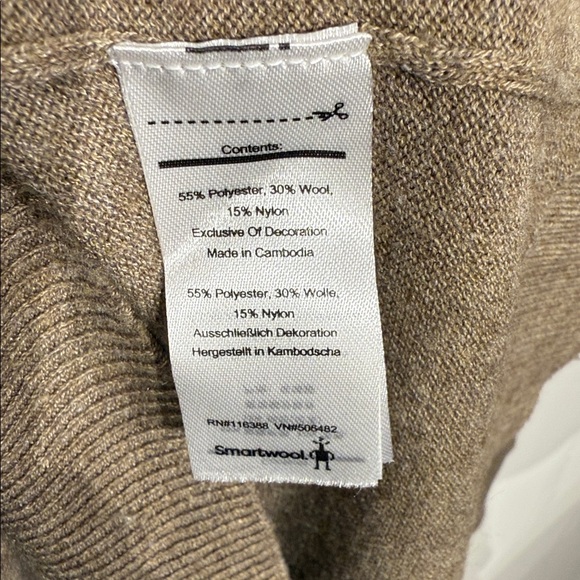 Contents:
55% Polyester, 30% Wool,
15% Nylon
Exclusive Of Decoration
Made in Cambodia
55% Polyester, 30% Wolle,
15% Nylon
Ausschließlich Dekoration
Hergestellt in Kambodscha
RN#116388 VN#506482
Smartwool